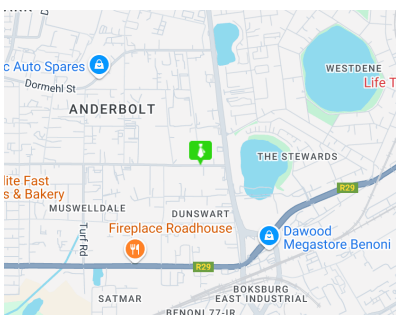 WESTDENE
c Auto Spares
Life T
Dormehl St
ANDERBOLT
THE STEWARDS
lite Fast
s & Bakery
R29
MUSWELLDALE
DUNSWART
Fireplace Roadhouse
Tuff Rd
Dawood
Megastore Benoni
R29
BOKSBURG
EAST INDUSTRIAL
SATMAR
BENONI 77-IR